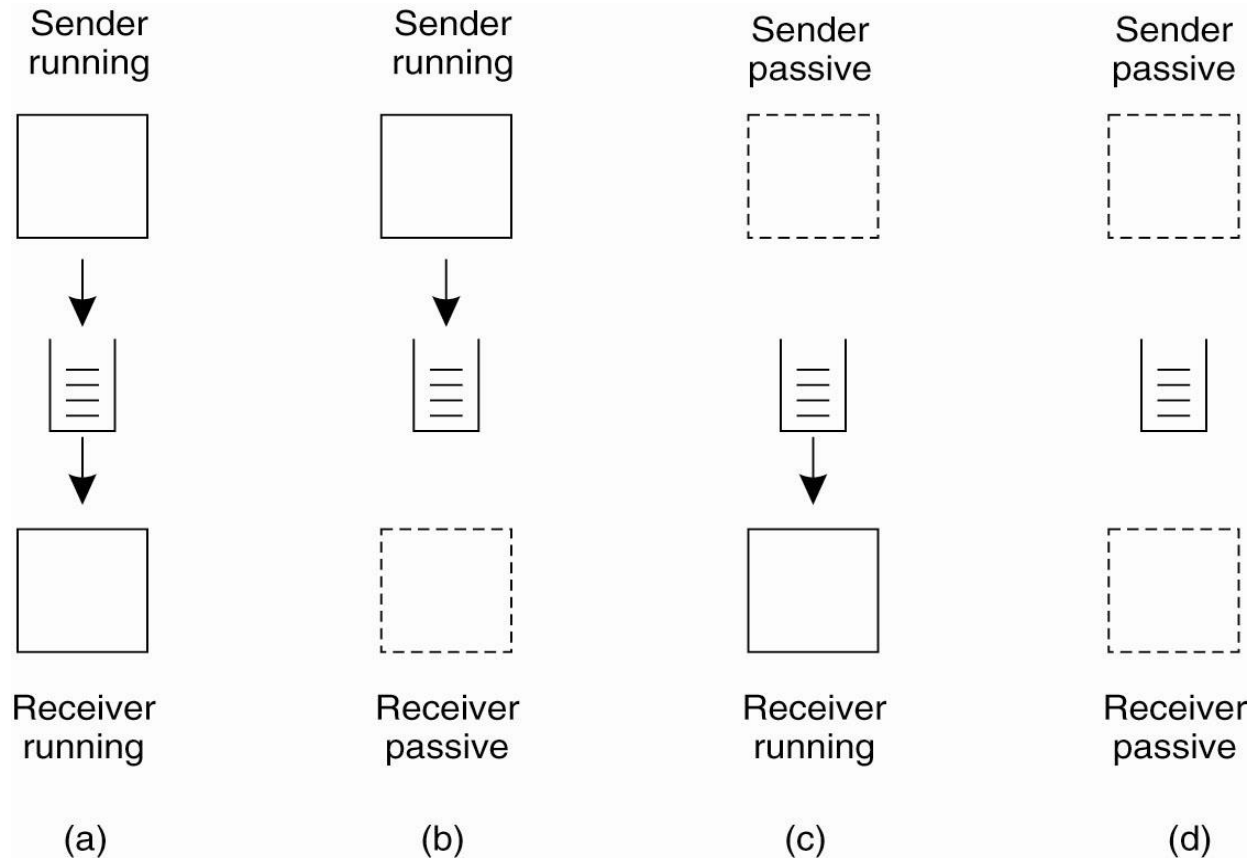 Sender
running
Sender
running
Sender
passive
Sender
passive
Receiver
running
Receiver
passive
Receiver
running
Receiver
passive
(a)
(b)
(c)
(d)